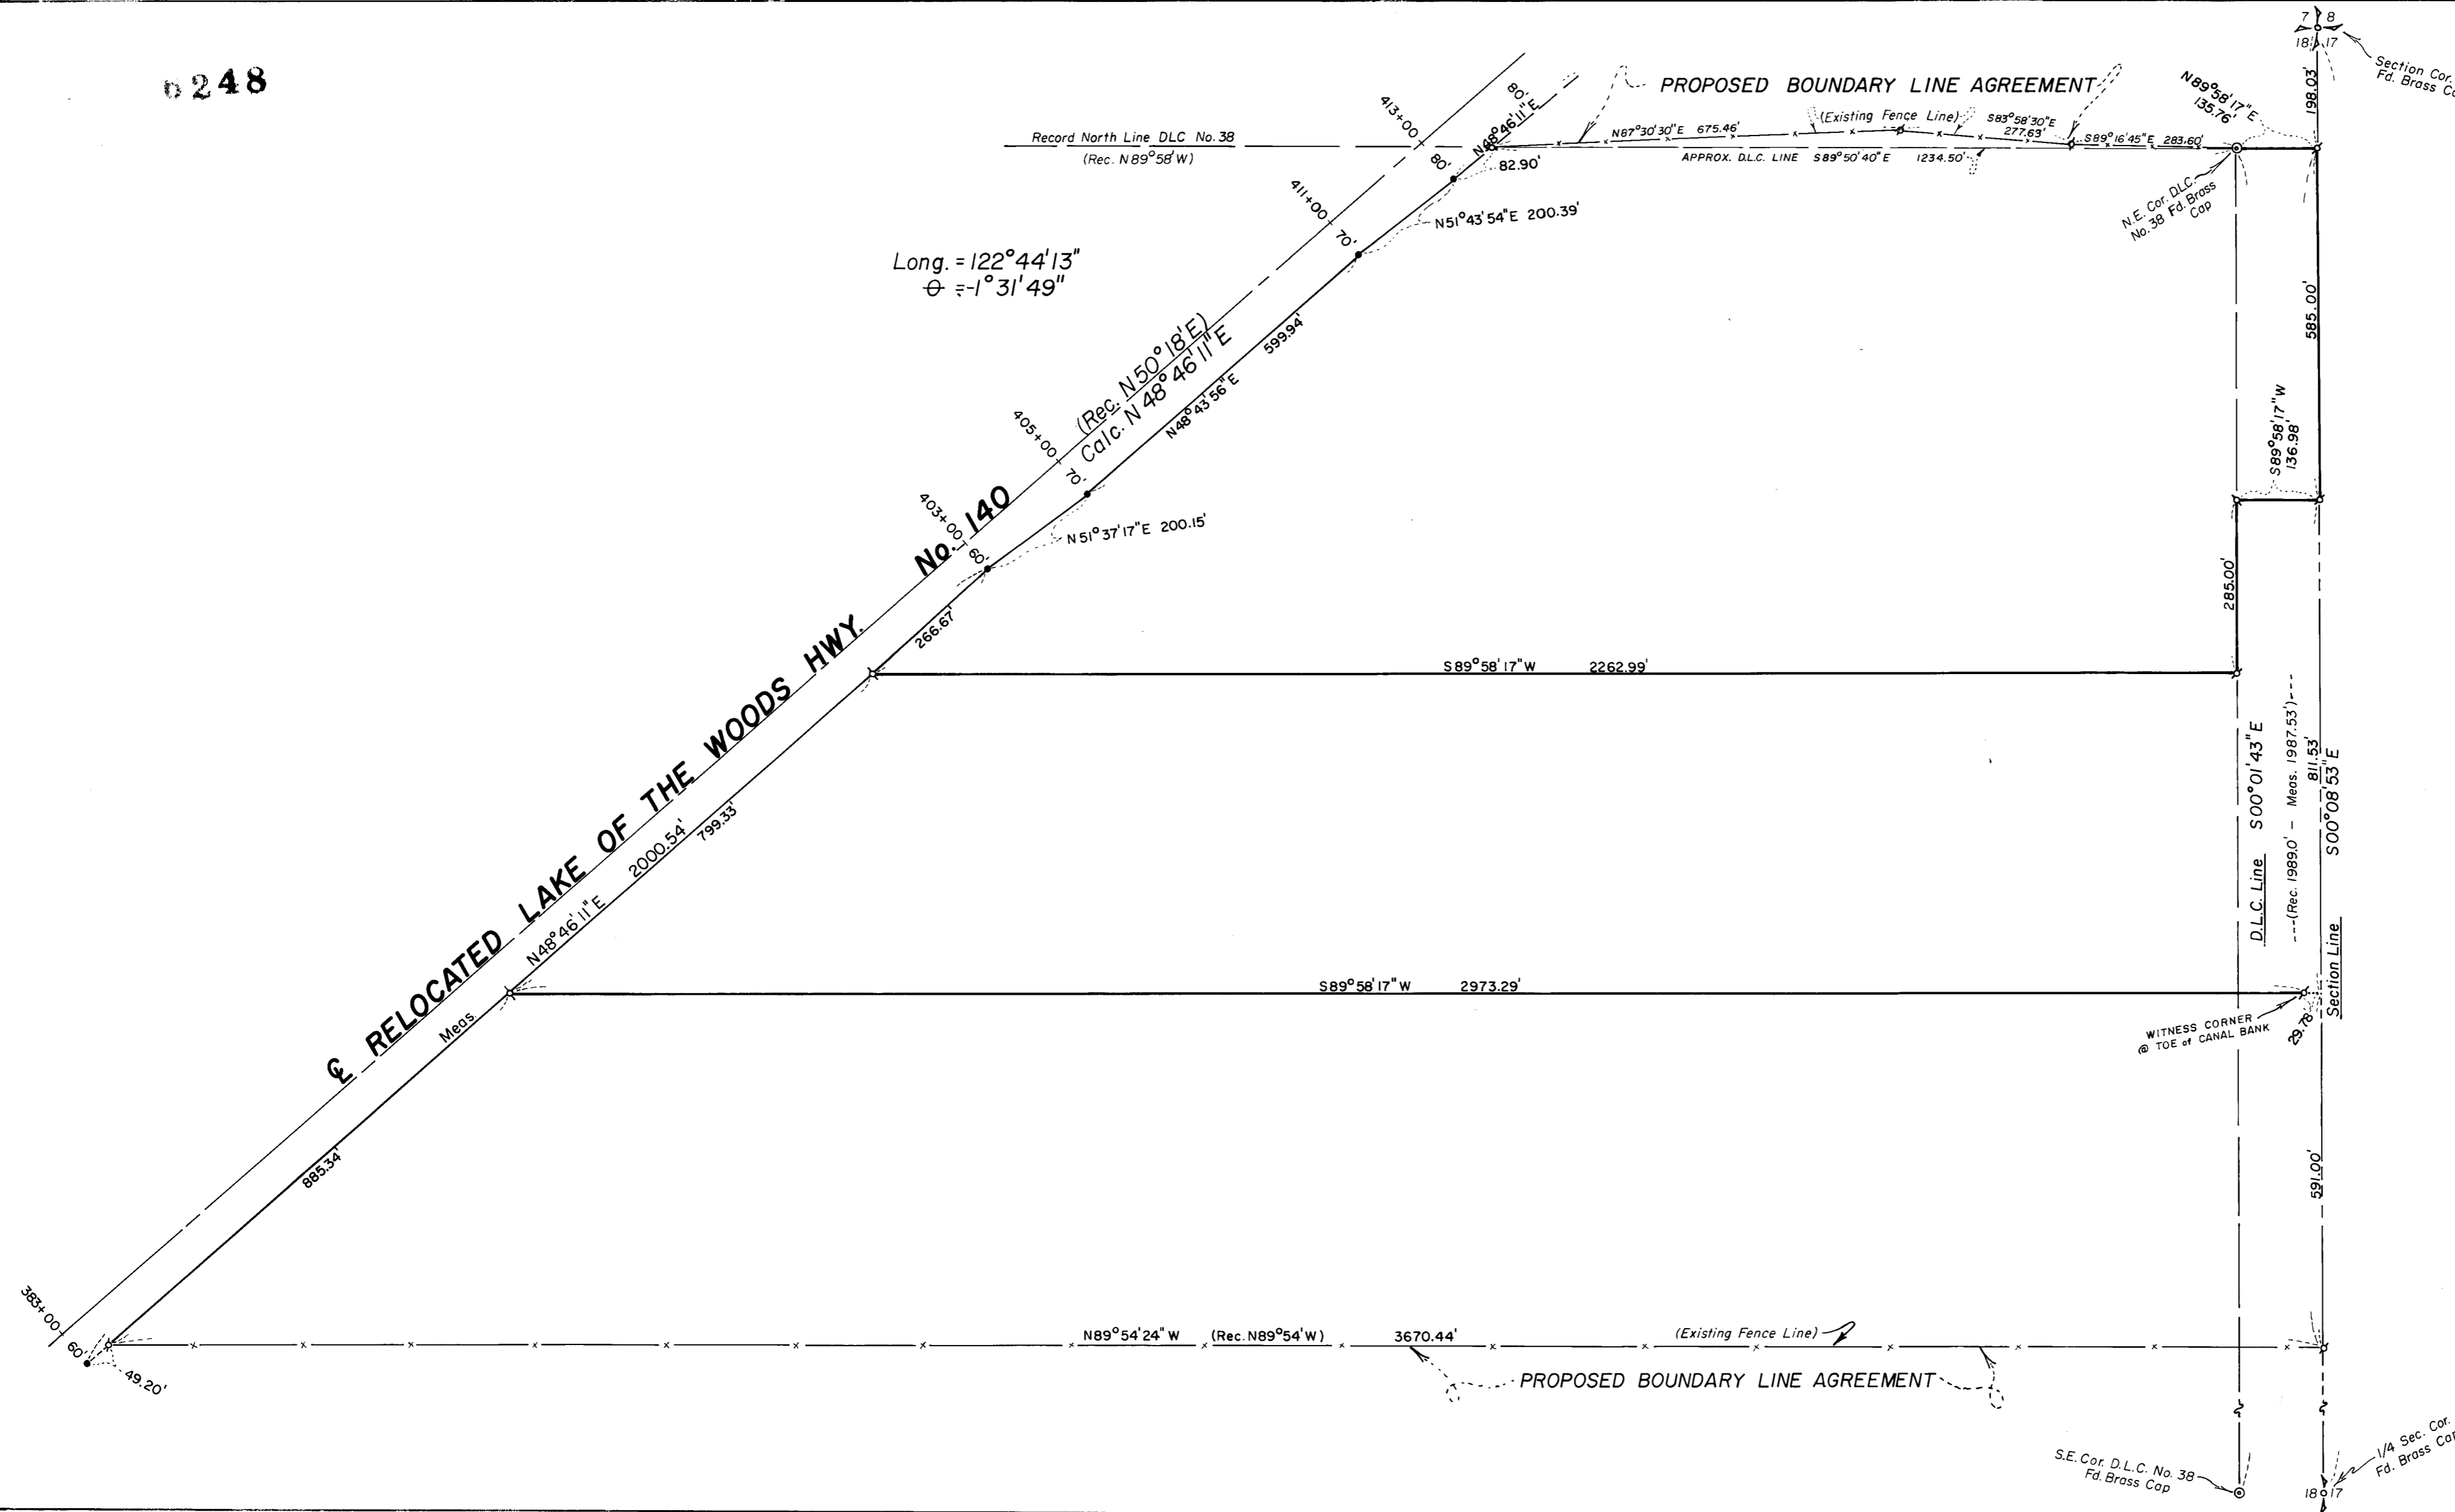 6248
7 8
18 17
Section Cor.
Fd. Brass
198.03'
N89°58'17"E
135.76'
PROPOSED BOUNDARY LINE AGREEMENT
(Existing Fence Line)
N87°30'30"E 675.46'
S83°58'30"E
277.63'
S89°16'45"E 283.60'
APPROX. D.L.C. LINE S89°50'40"E 1234.50'
Record North Line DLC No. 38
(Rec. N89°58'W)
413+00
80'
80'
N48°46'11"E
82.90'
411+00
70'
N51°43'54"E 200.39'
N.E. Cor. D.L.C.
No. 38 Fd. Brass
Cap
Long. = 122°44'13"
θ = -1°31'49"
585.00'
(Rec. N50°18'E)
Calc. N48°46'11"E
599.94'
N48°43'56"E
S89°58'17"W
136.98'
405+00
70'
403+00
60'
N51°37'17"E 200.15'
285.00'
266.67'
S89°58'17"W 2262.99'
℄ RELOCATED LAKE OF THE WOODS HWY. No. 140
D.L.C. Line S00°01'43"E
(Rec. 1989.0' - Meas. 1987.53')
811.53'
Section Line S00°08'53"E
Meas N48°46'11"E 2000.54'
799.33'
S89°58'17"W 2973.29'
WITNESS CORNER
@ TOE of CANAL BANK
29.78'
885.34'
591.00'
383+00
60'
49.20'
N89°54'24"W (Rec. N89°54'W) 3670.44'
(Existing Fence Line)
PROPOSED BOUNDARY LINE AGREEMENT
S.E. Cor. D.L.C. No. 38
Fd. Brass Cap
1/4 Sec. Cor.
Fd. Brass Cap
18 17